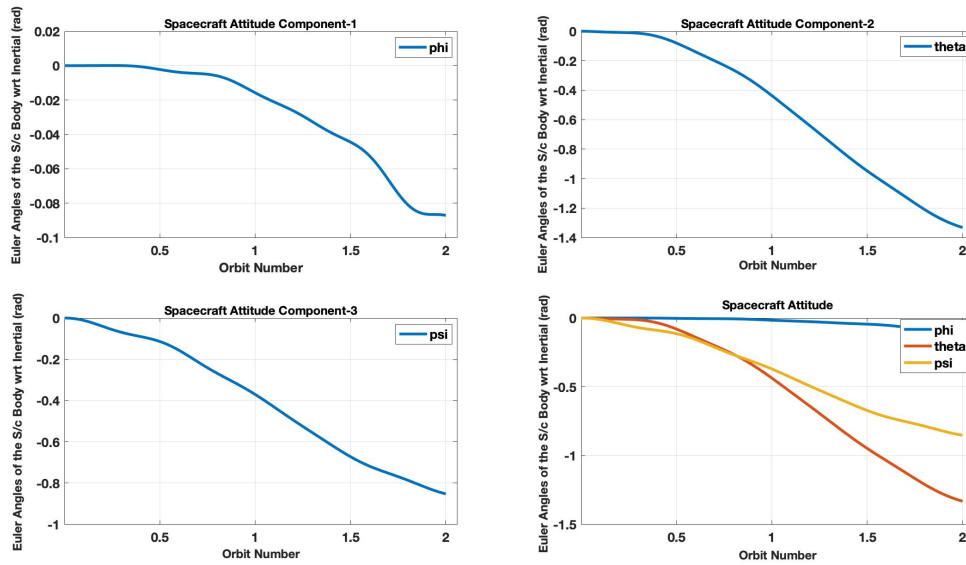 Spacecraft Attitude Component-1
Euler Angles of the S/c Body wrt Inertial (rad)
0.02
0
-0.02
-0.04
-0.06
-0.08
-0.1
phi
0.5
1
1.5
2
Orbit Number
Spacecraft Attitude Component-2
Euler Angles of the S/c Body wrt Inertial (rad)
0
-0.2
-0.4
-0.6
-0.8
-1
-1.2
-1.4
theta
0.5
1
1.5
2
Orbit Number
Spacecraft Attitude Component-3
Euler Angles of the S/c Body wrt Inertial (rad)
0
-0.2
-0.4
-0.6
-0.8
-1
psi
0.5
1
1.5
2
Orbit Number
Spacecraft Attitude
Euler Angles of the S/c Body wrt Inertial (rad)
0
-0.5
-1
-1.5
phi
theta
psi
0.5
1
1.5
2
Orbit Number